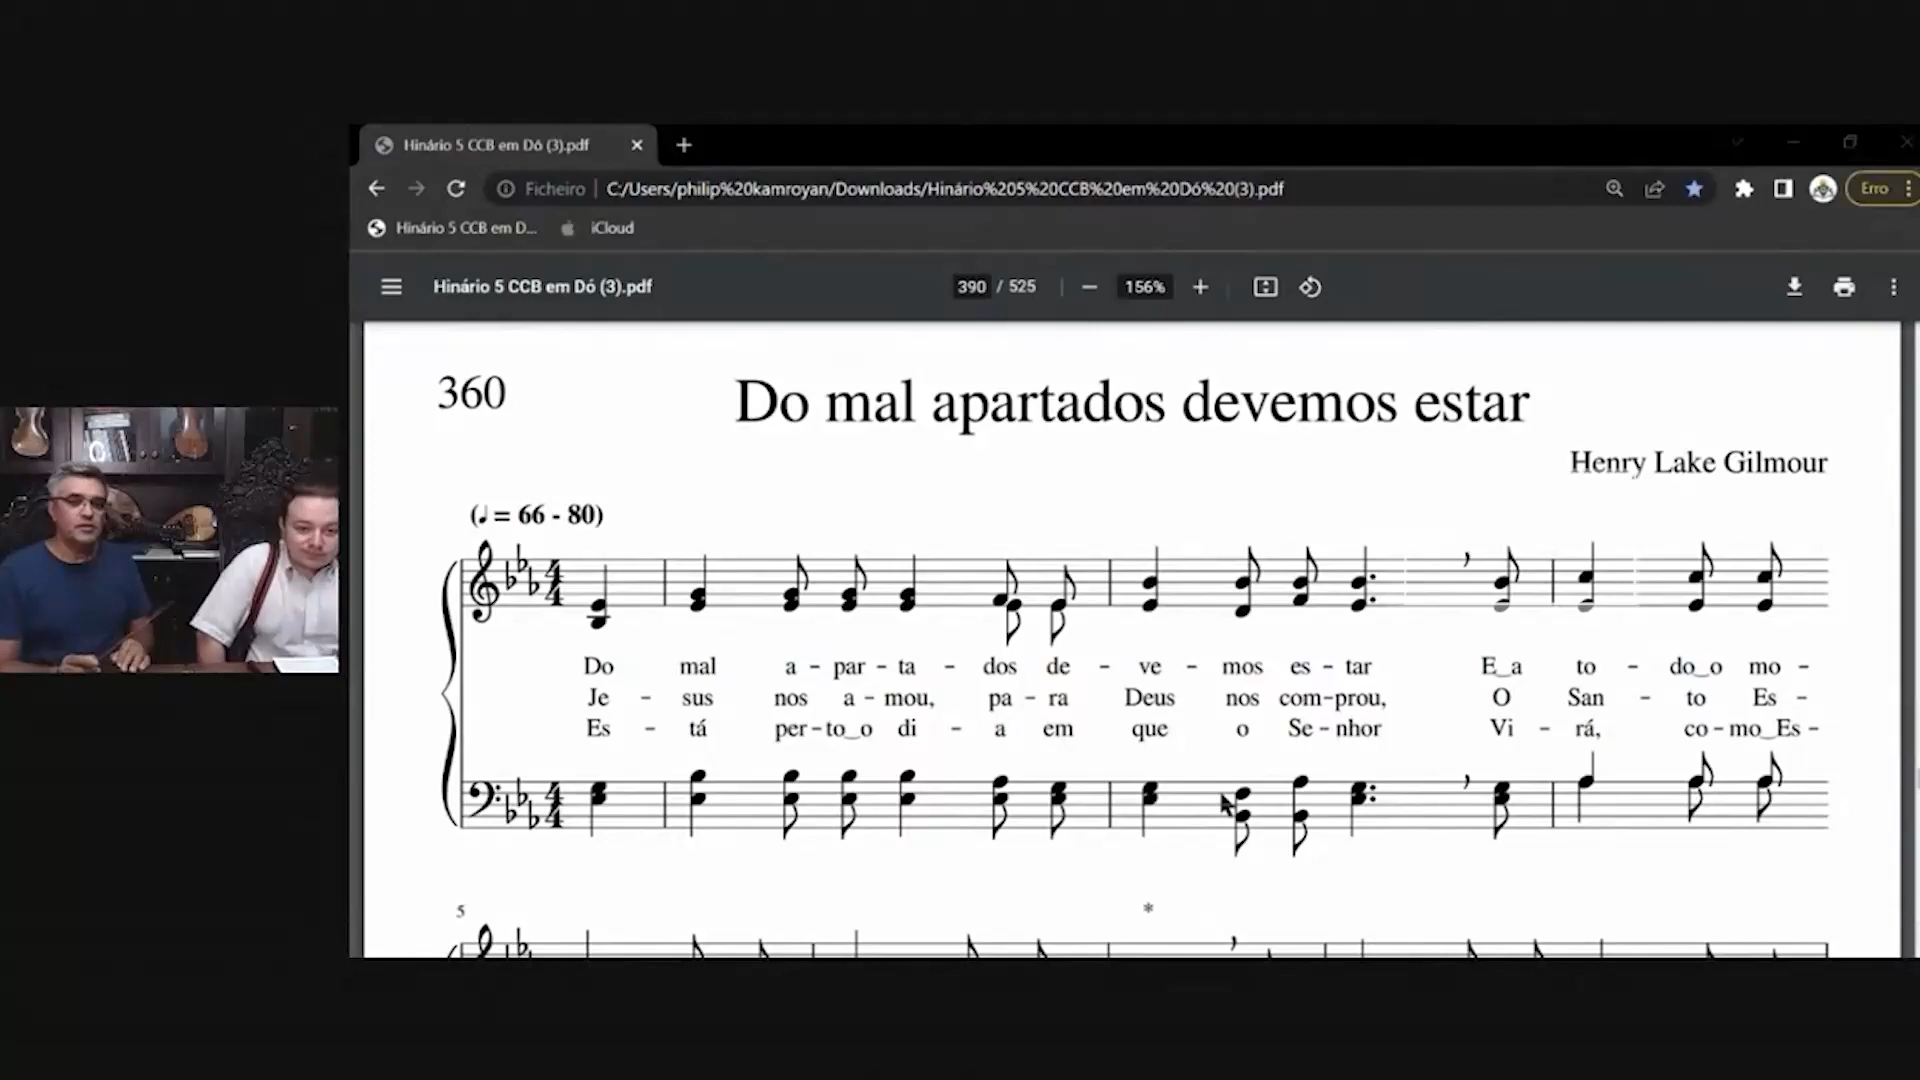 Hinário 5 CCB em Dó (3).pdf
Ficheiro C:/Users/philip%20kamroyan/Downloads/Hinário%205%20CCB%20em%20Dó%20(3).pdf Erro
Hinário 5 CCB em D... iCloud
Hinário 5 CCB em Dó (3).pdf 390 / 525 156%
360
Do mal apartados devemos estar
Henry Lake Gilmour
(♩ = 66 - 80)
Do mal a - par - ta - dos de - ve - mos es - tar E‿a to - do‿o mo -
Je - sus nos a - mou, pa - ra Deus nos com-prou, O San - to Es -
Es - tá per-to‿o di - a em que o Se-nhor Vi - rá, co-mo‿Es -
5 *